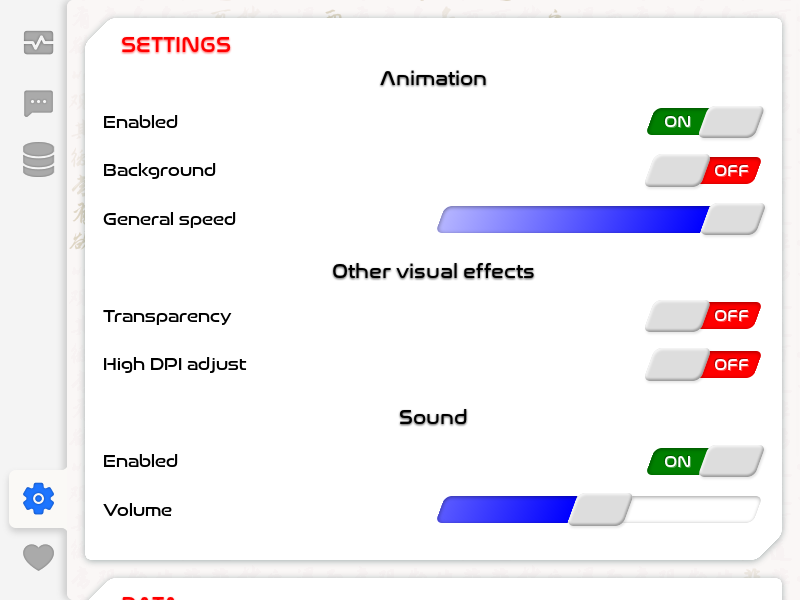 SETTINGS
Animation
Enabled ON
Background OFF
General speed
Other visual effects
Transparency OFF
High DPI adjust OFF
Sound
Enabled ON
Volume
DATA